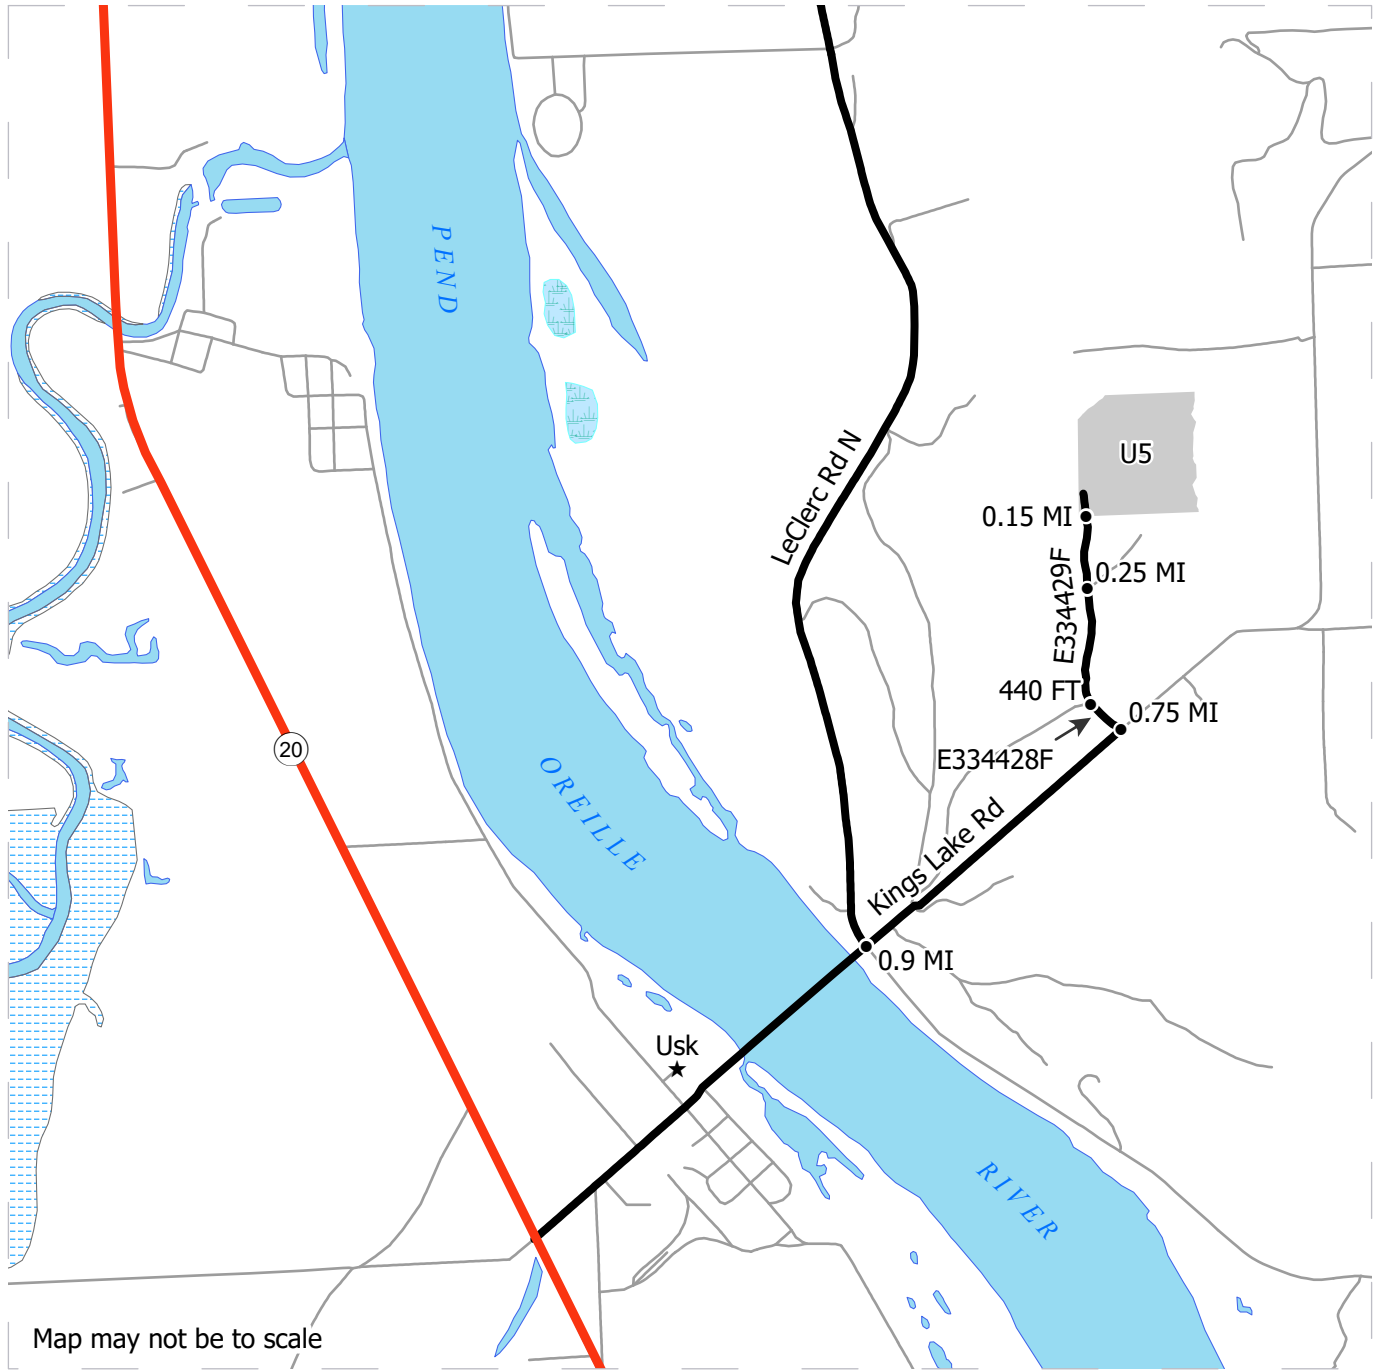 PEND
LeClerc Rd N
U5
0.15 MI
E334429F
0.25 MI
440 FT
0.75 MI
E334428F
20
OREILLE
Kings Lake Rd
0.9 MI
Usk
RIVER
Map may not be to scale